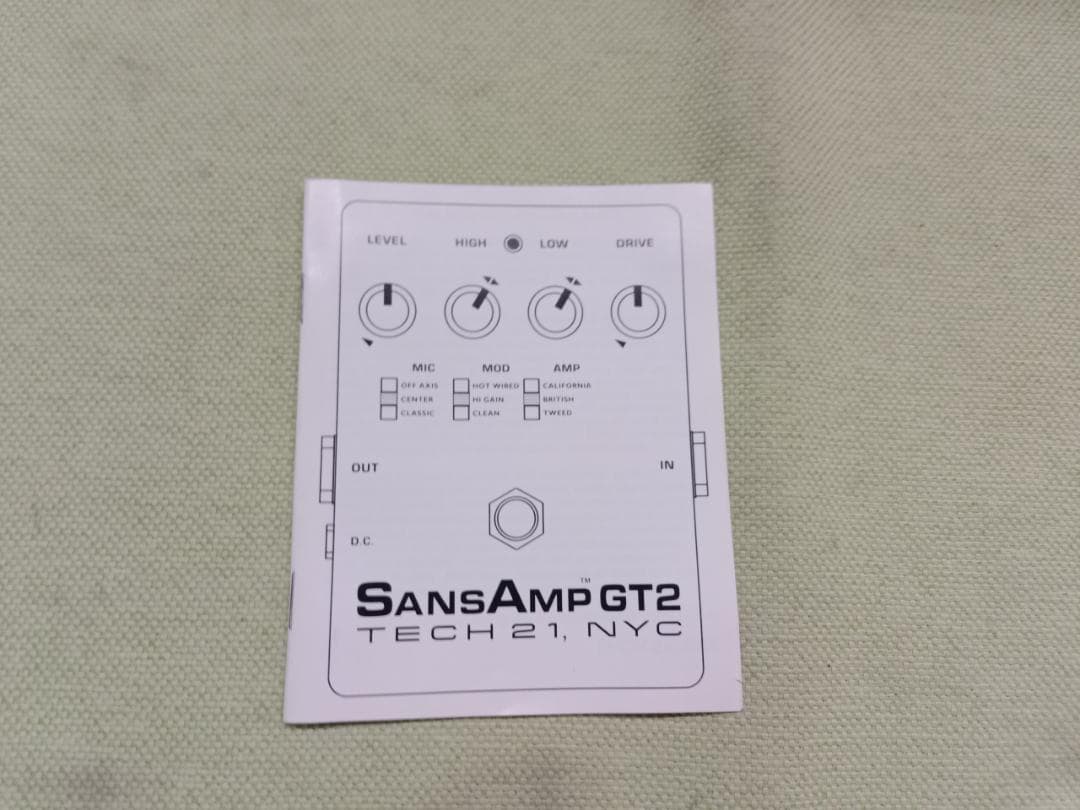 LEVEL HIGH LOW DRIVE
MIC MOD AMP
OFF AXIS HOT WIRED CALIFORNIA
CENTER HI GAIN BRITISH
CLASSIC CLEAN TWEED
OUT IN
D.C.
SANSAMP™ GT2
TECH 21, NYC